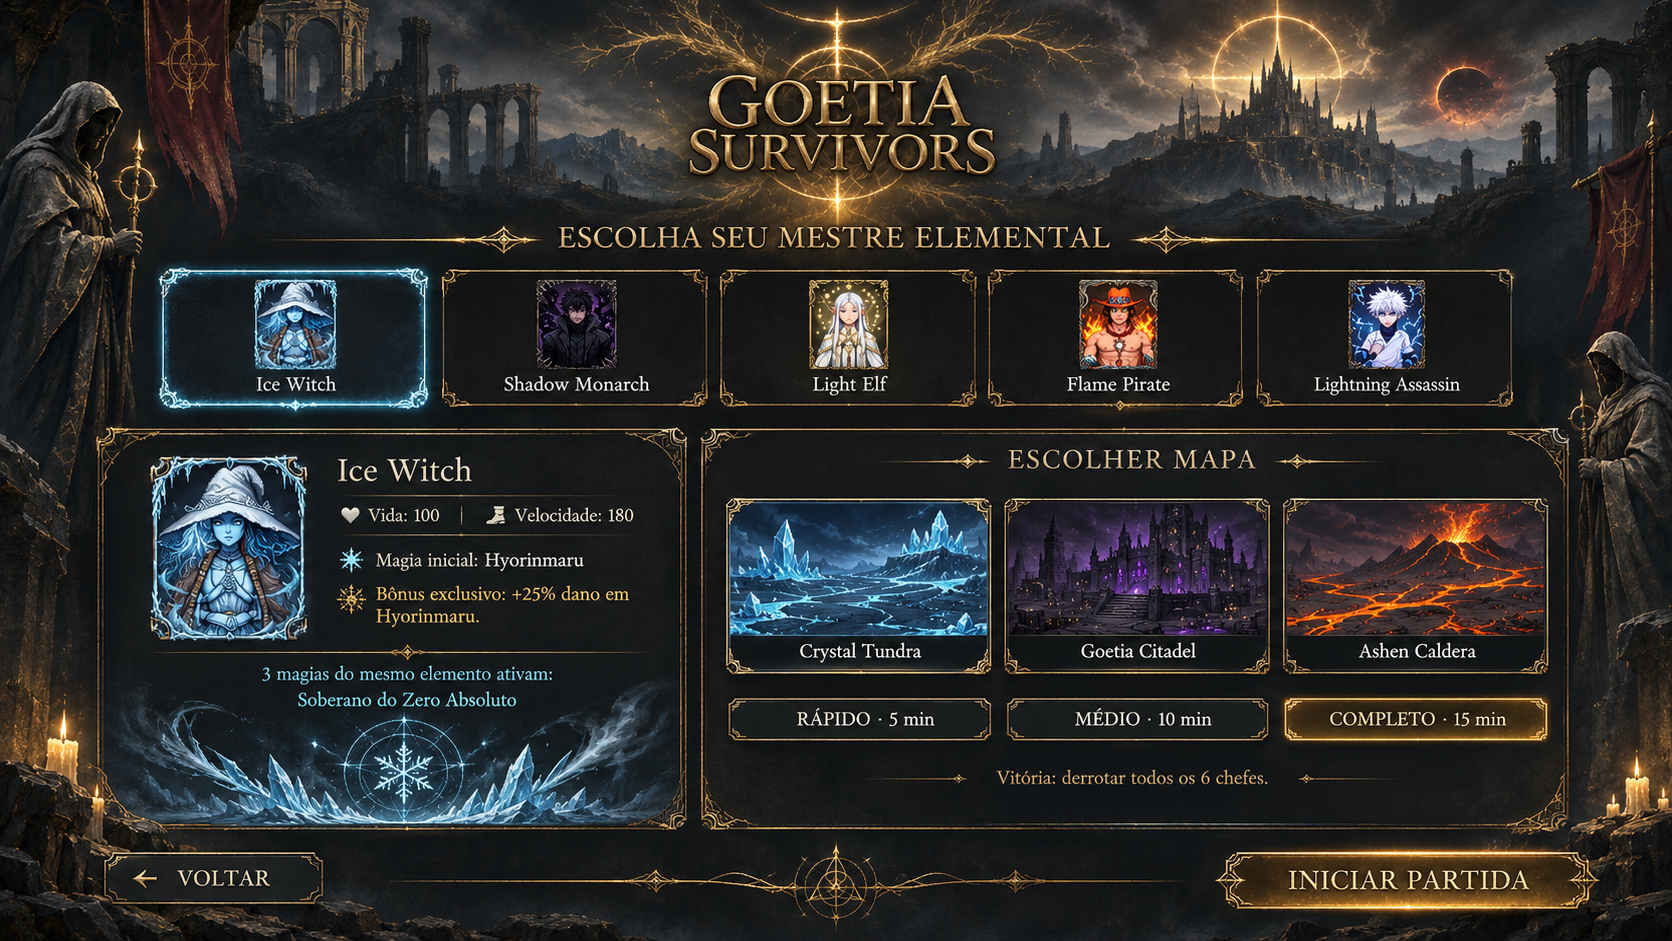 GOETIA
SURVIVORS
ESCOLHA SEU MESTRE ELEMENTAL
Ice Witch
Shadow Monarch
Light Elf
Flame Pirate
Lightning Assassin
Ice Witch
Vida: 100
Velocidade: 180
Magia inicial: Hyorinmaru
Bônus exclusivo: +25% dano em
Hyorinmaru.
3 magias do mesmo elemento ativam:
Soberano do Zero Absoluto
ESCOLHER MAPA
Crystal Tundra
Goetia Citadel
Ashen Caldera
RÁPIDO · 5 min
MÉDIO · 10 min
COMPLETO · 15 min
Vitória: derrotar todos os 6 chefes.
VOLTAR
INICIAR PARTIDA